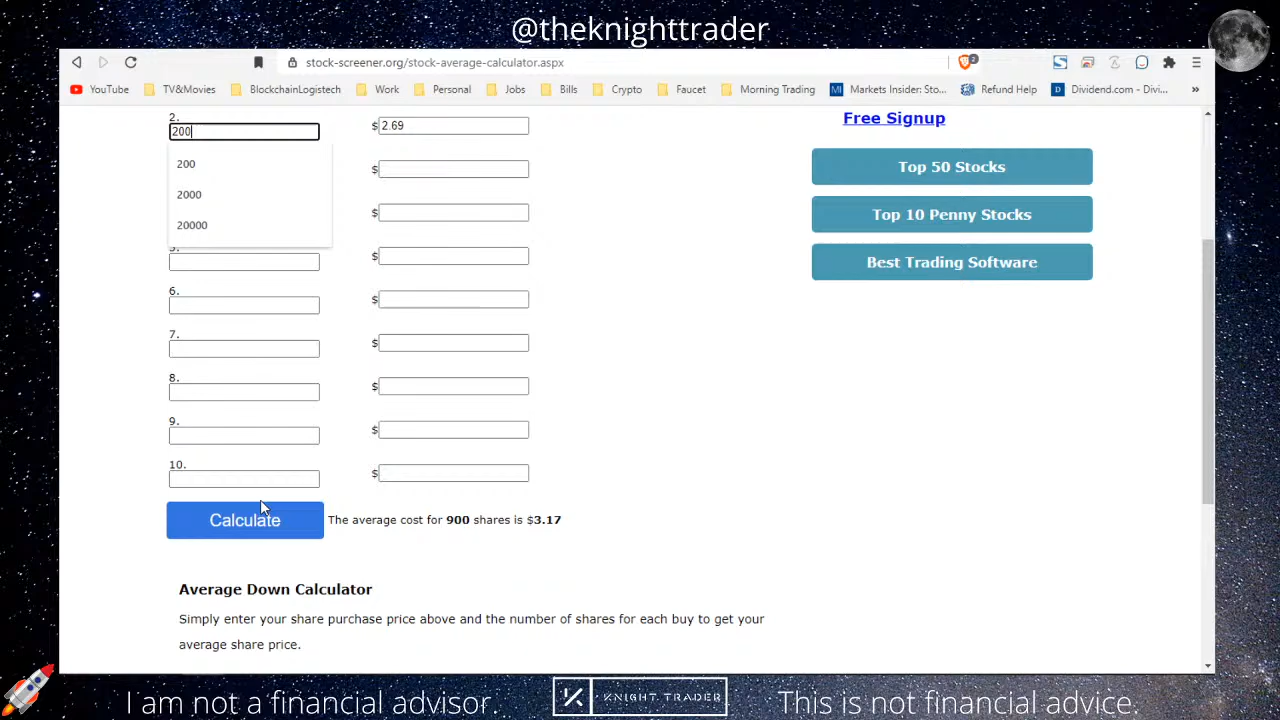 @theknighttrader
stock-screener.org/stock-average-calculator.aspx
2
YouTube TV&Movies BlockchainLogistech Work Personal Jobs Bills Crypto Faucet Morning Trading MI Markets Insider: Sto... Refund Help D Dividend.com - Divi... »
2.
200
$ 2.69
200
2000
20000
$
$
$
6.
$
7.
$
8.
$
9.
$
10.
$
Calculate
The average cost for 900 shares is $3.17
Average Down Calculator
Simply enter your share purchase price above and the number of shares for each buy to get your
average share price.
Free Signup
Top 50 Stocks
Top 10 Penny Stocks
Best Trading Software
I am not a financial advisor.
KNIGHT.TRADER
This is not financial advice.